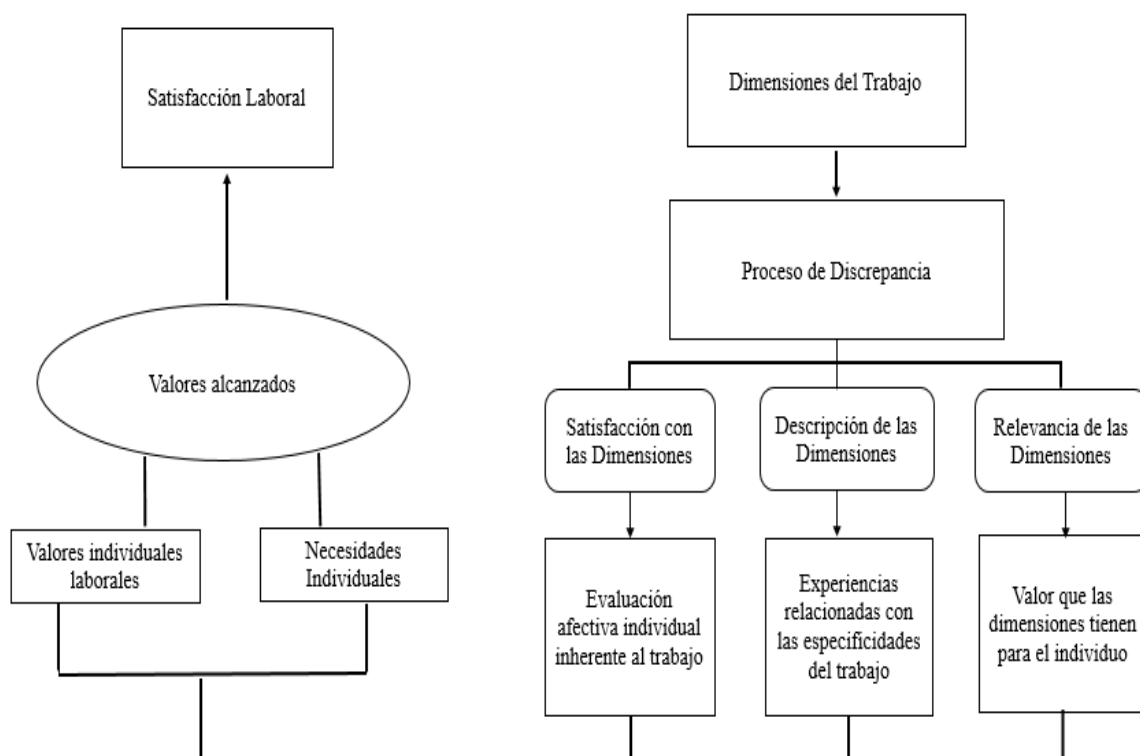 Satisfacción Laboral
Valores alcanzados
Valores individuales
laborales
Necesidades
Individuales
Dimensiones del Trabajo
Proceso de Discrepancia
Satisfacción con
las Dimensiones
Descripción de las
Dimensiones
Relevancia de las
Dimensiones
Evaluación
afectiva individual
inherente al trabajo
Experiencias
relacionadas con
las especificidades
del trabajo
Valor que las
dimensiones tienen
para el individuo